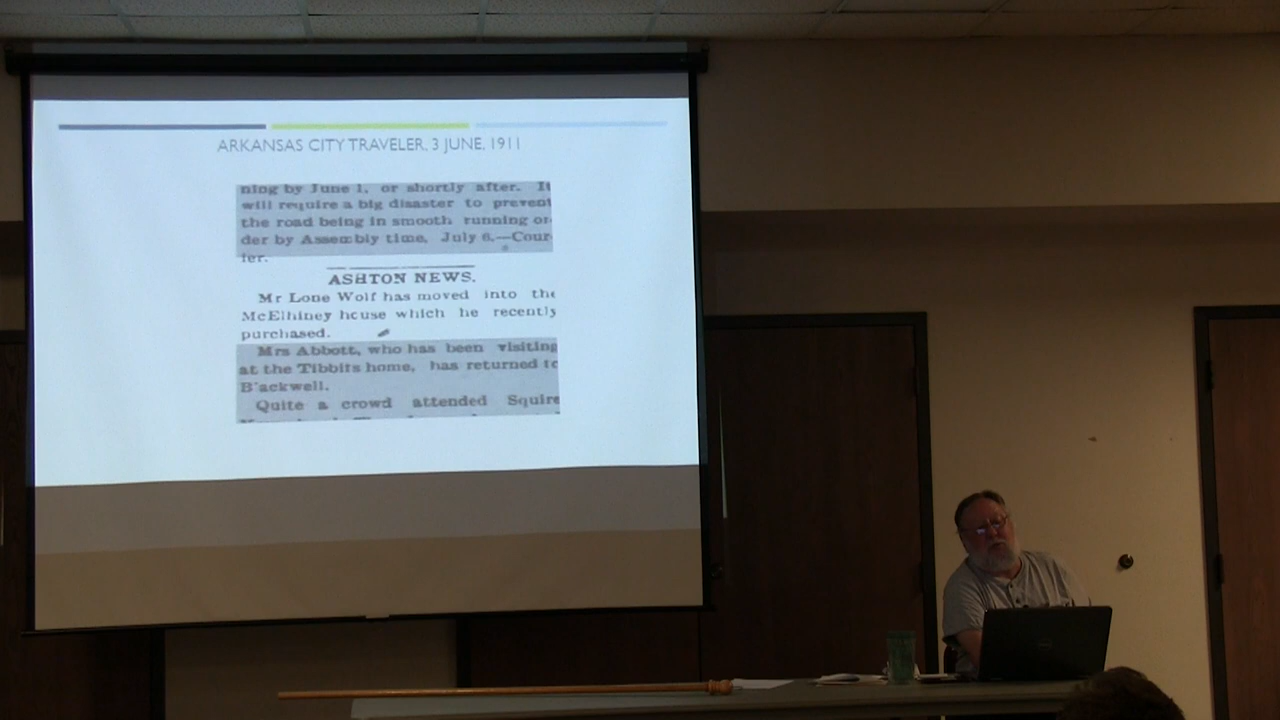 ARKANSAS CITY TRAVELER, 3 JUNE, 1911
ning by June 1, or shortly after. It
will require a big disaster to prevent
the road being in smooth running or-
der by Assembly time, July 6.—Cour
ier.
ASHTON NEWS.
Mr Lone Wolf has moved into the
McElhiney house which he recently
purchased.
Mrs Abbott, who has been visiting
at the Tibbits home, has returned to
B'ackwell.
Quite a crowd attended Squire